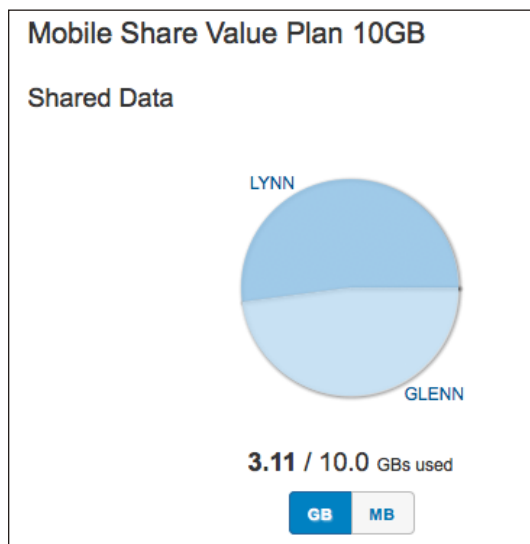 Mobile Share Value Plan 10GB
Shared Data
LYNN
GLENN
3.11 / 10.0 GBs used
GB MB